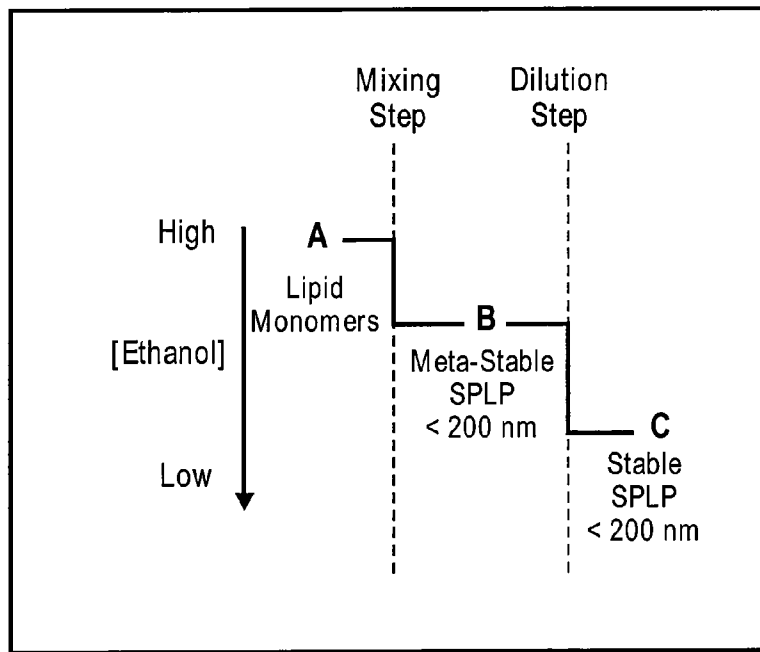 Mixing
Step
Dilution
Step
High
A
Lipid
Monomers
[Ethanol]
B
Meta-Stable
SPLP
< 200 nm
Low
C
Stable
SPLP
< 200 nm